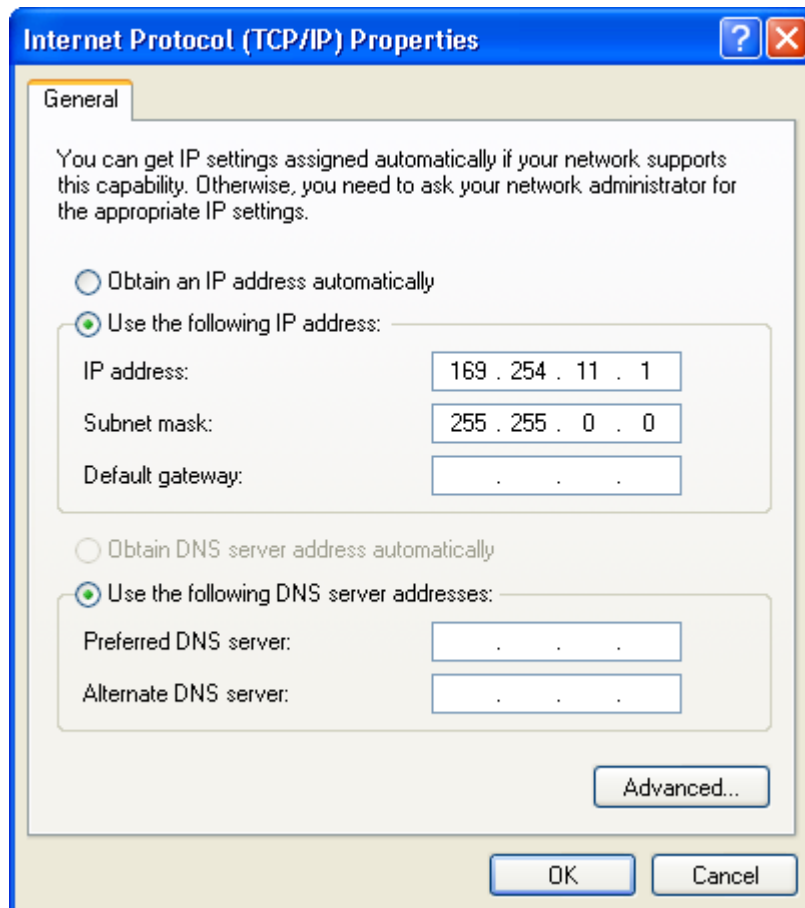 Internet Protocol (TCP/IP) Properties
General
You can get IP settings assigned automatically if your network supports
this capability. Otherwise, you need to ask your network administrator for
the appropriate IP settings.
Obtain an IP address automatically
Use the following IP address:
IP address: 169 . 254 . 11 . 1
Subnet mask: 255 . 255 . 0 . 0
Default gateway: . . .
Obtain DNS server address automatically
Use the following DNS server addresses:
Preferred DNS server: . . .
Alternate DNS server: . . .
Advanced...
OK Cancel